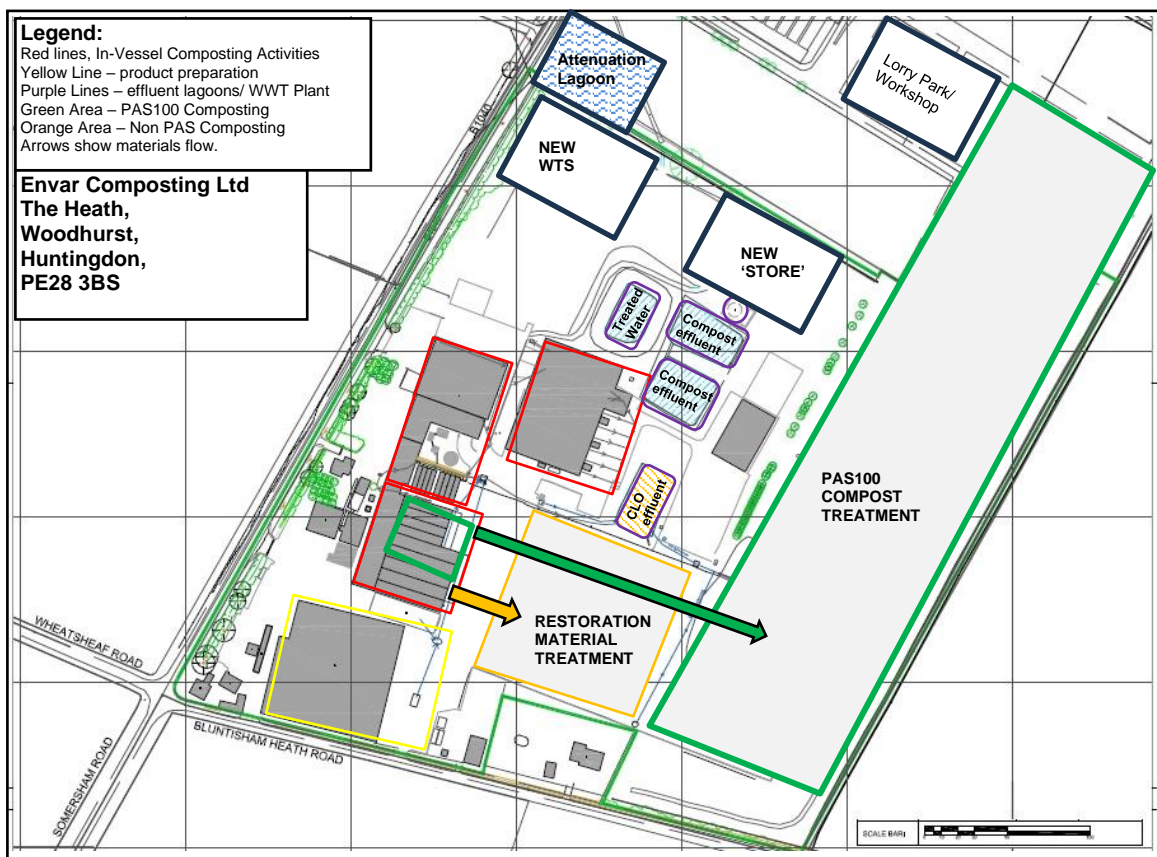 Legend:
Red lines, In-Vessel Composting Activities
Yellow Line – product preparation
Purple Lines – effluent lagoons/ WWT Plant
Green Area – PAS100 Composting
Orange Area – Non PAS Composting
Arrows show materials flow.
Envar Composting Ltd
The Heath,
Woodhurst,
Huntingdon,
PE28 3BS
Attenuation
Lagoon
Lorry Park/
Workshop
B1040
NEW
WTS
NEW
‘STORE’
Treated
Water
Compost
effluent
Compost
effluent
CLO
effluent
PAS100
COMPOST
TREATMENT
RESTORATION
MATERIAL
TREATMENT
WHEATSHEAF ROAD
BLUNTISHAM HEATH ROAD
SOMERSHAM ROAD
SCALE BAR: